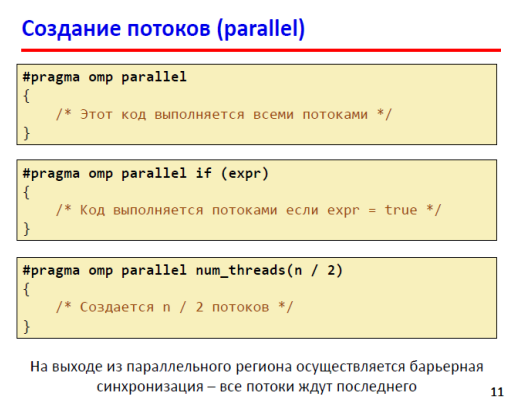 Создание потоков (parallel)
#pragma omp parallel
{
/* Этот код выполняется всеми потоками */
}
#pragma omp parallel if (expr)
{
/* Код выполняется потоками если expr = true */
}
#pragma omp parallel num_threads(n / 2)
{
/* Создается n / 2 потоков */
}
На выходе из параллельного региона осуществляется барьерная
синхронизация – все потоки ждут последнего
11